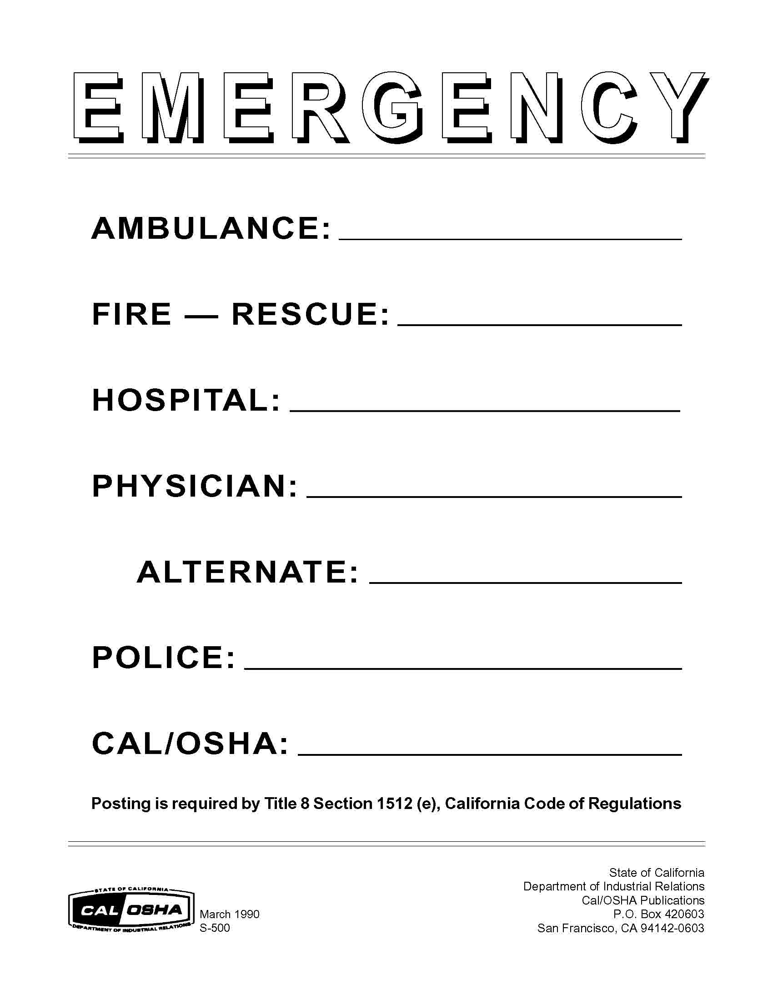 EMERGENCY
AMBULANCE:
FIRE — RESCUE:
HOSPITAL:
PHYSICIAN:
ALTERNATE:
POLICE:
CAL/OSHA:
Posting is required by Title 8 Section 1512 (e), California Code of Regulations
STATE OF CALIFORNIA
CAL OSHA
DEPARTMENT OF INDUSTRIAL RELATIONS
March 1990
S-500
State of California
Department of Industrial Relations
Cal/OSHA Publications
P.O. Box 420603
San Francisco, CA 94142-0603